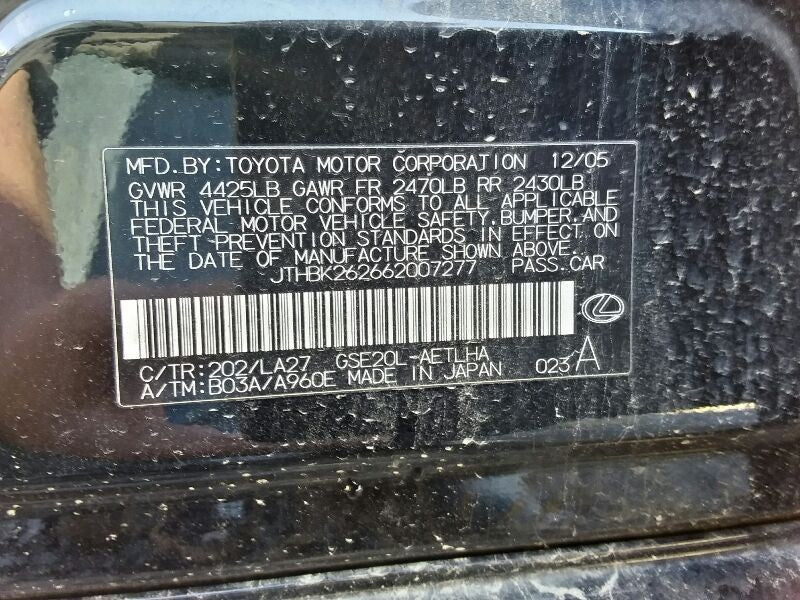 MFD.BY:TOYOTA MOTOR CORPORATION 12/05
GVWR 4425LB GAWR FR 2470LB RR 2430LB
THIS VEHICLE CONFORMS TO ALL APPLICABLE
FEDERAL MOTOR VEHICLE SAFETY,BUMPER,AND
THEFT PREVENTION STANDARDS IN EFFECT ON
THE DATE OF MANUFACTURE SHOWN ABOVE.
JTHBK262662007277 PASS.CAR
C/TR:202/LA27 GSE20L-AETLHA
A/TM:B03A/A960E MADE IN JAPAN 023 A